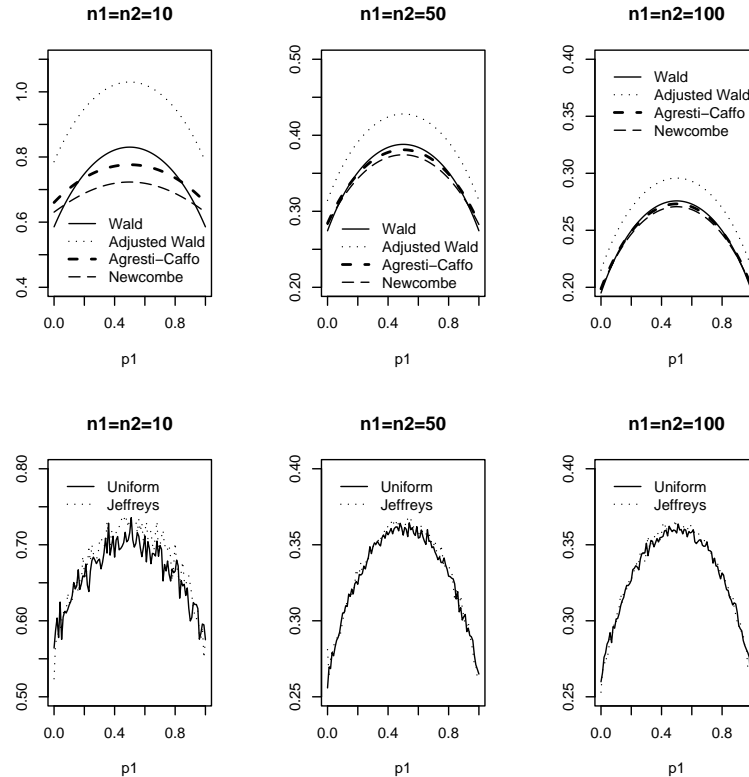 n1=n2=10
n1=n2=50
n1=n2=100
0.4
0.6
0.8
1.0
Wald
Adjusted Wald
Agresti−Caffo
Newcombe
0.0
0.4
0.8
p1
0.20
0.30
0.40
0.50
Wald
Adjusted Wald
Agresti−Caffo
Newcombe
0.0
0.4
0.8
p1
0.20
0.25
0.30
0.35
0.40
Wald
Adjusted Wald
Agresti−Caffo
Newcombe
0.0
0.4
0.8
p1
n1=n2=10
n1=n2=50
n1=n2=100
0.50
0.60
0.70
0.80
Uniform
Jeffreys
0.0
0.4
0.8
p1
0.25
0.30
0.35
0.40
Uniform
Jeffreys
0.0
0.4
0.8
p1
0.25
0.30
0.35
0.40
Uniform
Jeffreys
0.0
0.4
0.8
p1